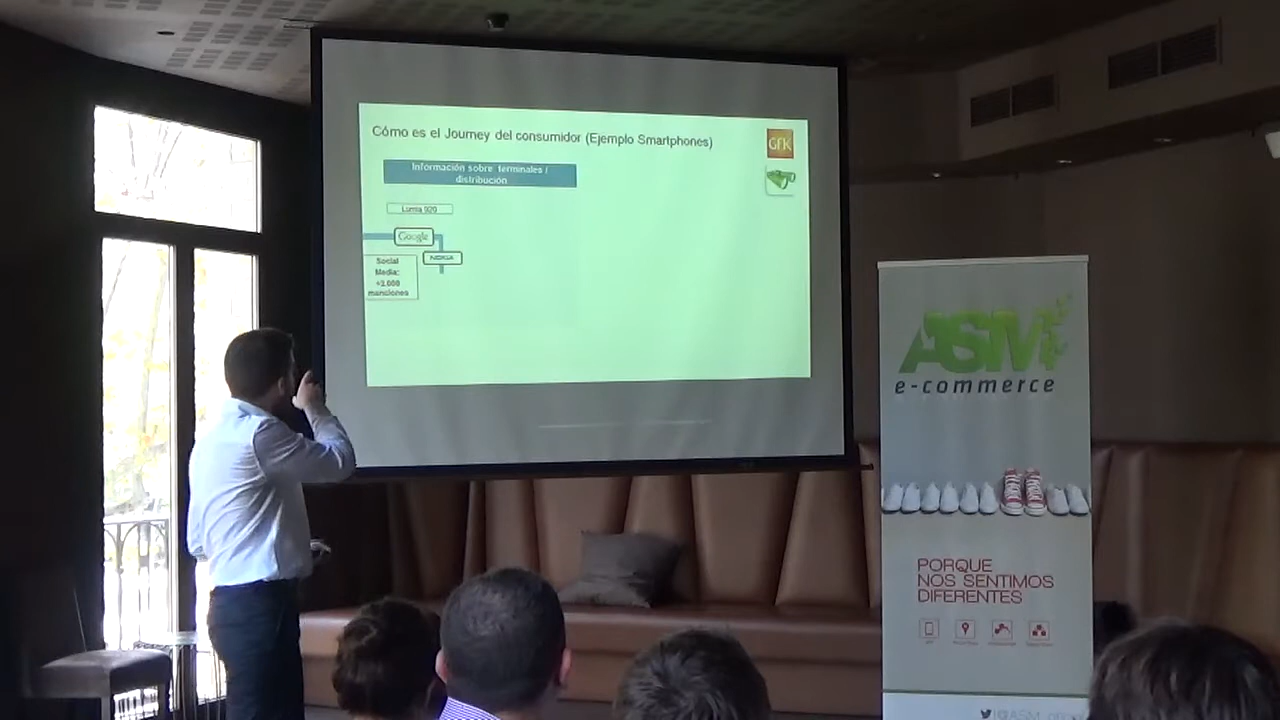 Cómo es el Journey del consumidor (Ejemplo Smartphones)
GfK
Información sobre terminales /
distribución
Lumia 920
Google
NOKIA
Social
Media:
+3.000
menciones
ASM
e-commerce
PORQUE
NOS SENTIMOS
DIFERENTES